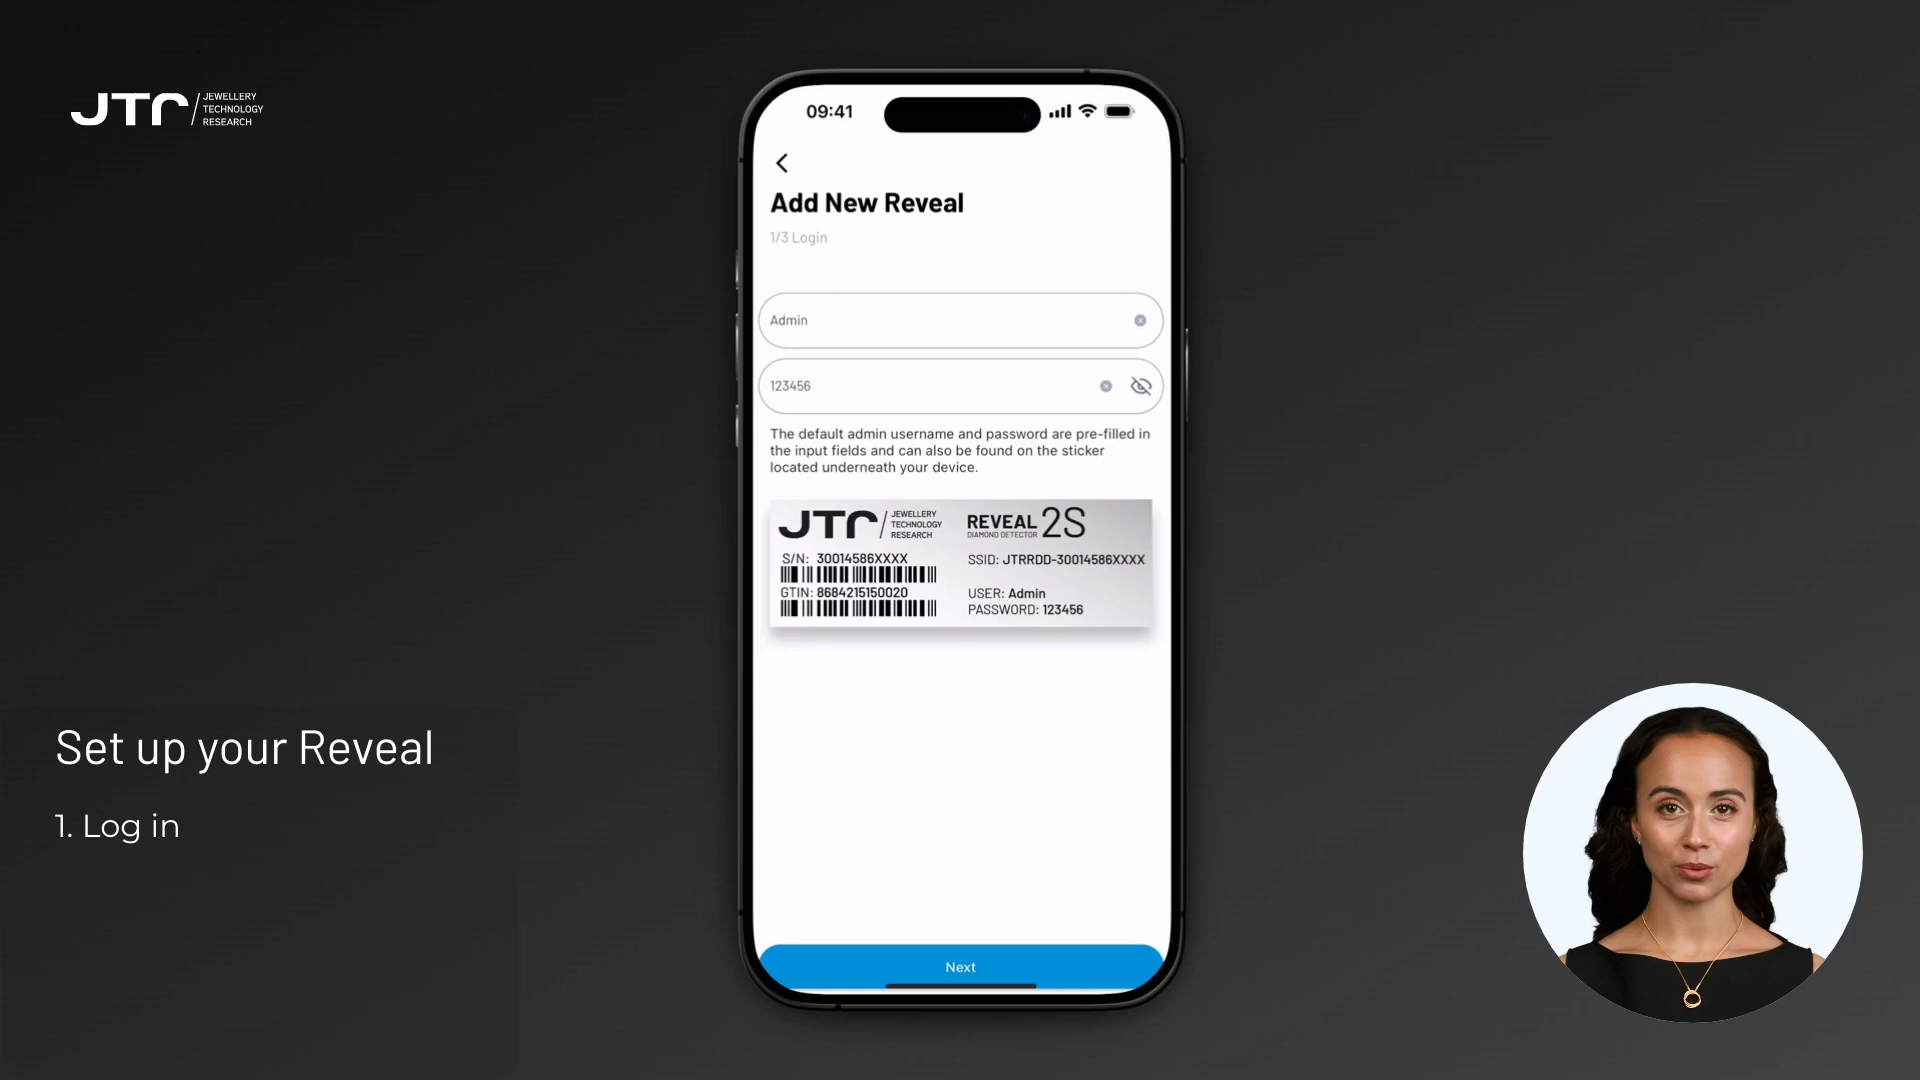 JTR/JEWELLERY
TECHNOLOGY
RESEARCH
09:41
Add New Reveal
1/3 Login
Admin
123456
The default admin username and password are pre-filled in
the input fields and can also be found on the sticker
located underneath your device.
JTR/JEWELLERY
TECHNOLOGY
RESEARCH
REVEAL 2S
DIAMOND DETECTOR
S/N: 30014586XXXX
SSID: JTRRDD-30014586XXXX
GTIN: 8684215150020
USER: Admin
PASSWORD: 123456
Next
Set up your Reveal
1. Log in